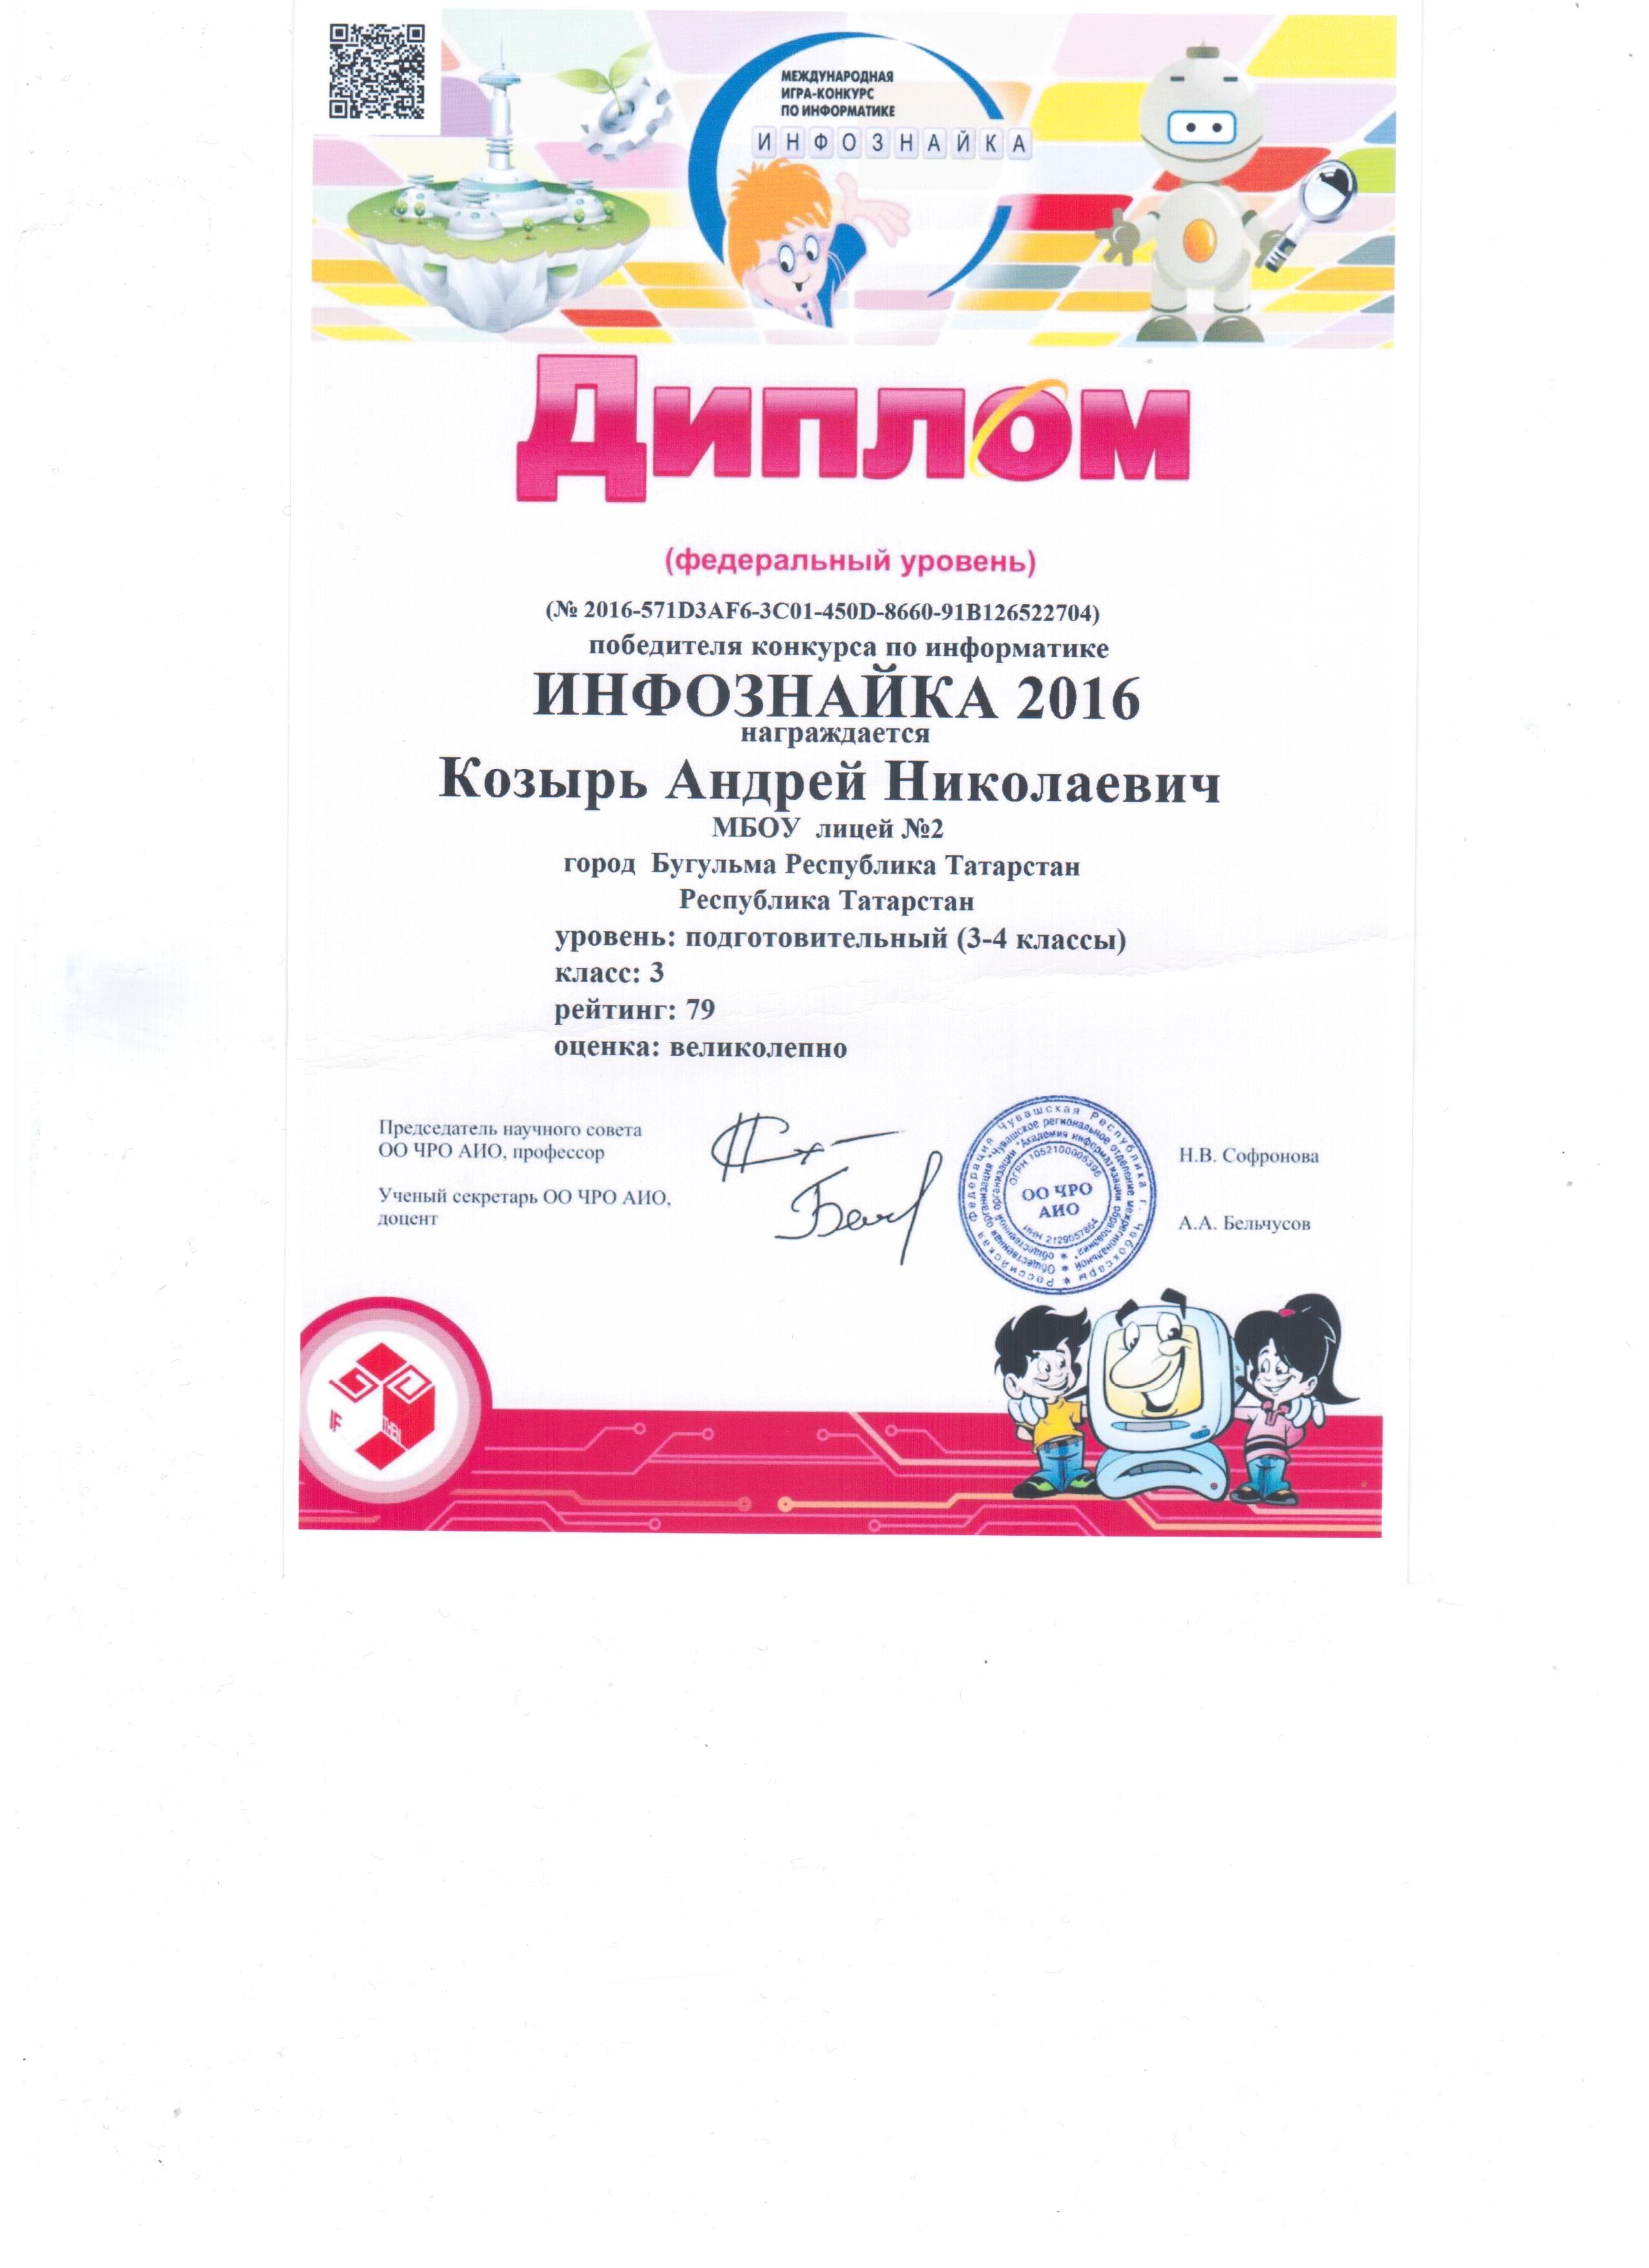 МЕЖДУНАРОДНАЯ
ИГРА-КОНКУРС
ПО ИНФОРМАТИКЕ
ИНФОЗНАЙКА
Диплом
(федеральный уровень)
(№ 2016-571D3AF6-3C01-450D-8660-91B126522704)
победителя конкурса по информатике
ИНФОЗНАЙКА 2016
награждается
Козырь Андрей Николаевич
МБОУ лицей №2
город Бугульма Республика Татарстан
Республика Татарстан
уровень: подготовительный (3-4 классы)
класс: 3
рейтинг: 79
оценка: великолепно
Председатель научного совета
ОО ЧРО АИО, профессор
Н.В. Софронова
Ученый секретарь ОО ЧРО АИО,
доцент
А.А. Бельчусов
Российская Федерация Чувашская Республика г. Чебоксары
Общественная организация "Чувашское региональное отделение межрегиональной
общественной организации "Академия информатизации образования"
ОГРН 1052100005396
ИНН 2129057864
ОО ЧРО
АИО
IF
THEN